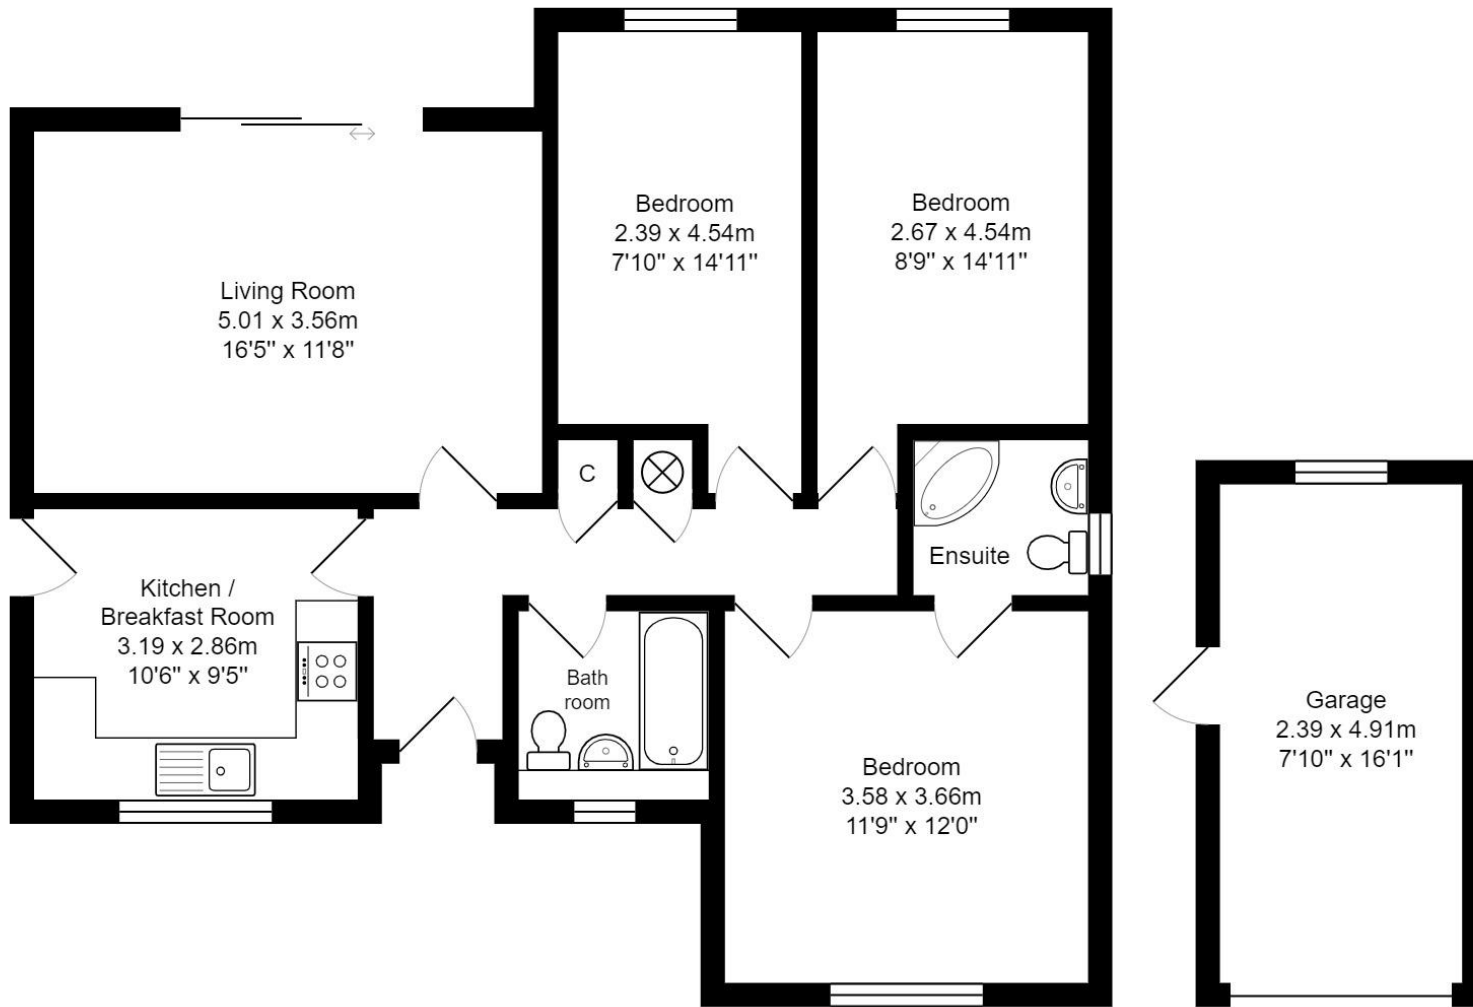 Bedroom
2.39 x 4.54m
7'10" x 14'11"
Bedroom
2.67 x 4.54m
8'9" x 14'11"
Living Room
5.01 x 3.56m
16'5" x 11'8"
C
Ensuite
Kitchen /
Breakfast Room
3.19 x 2.86m
10'6" x 9'5"
Bath
room
Bedroom
3.58 x 3.66m
11'9" x 12'0"
Garage
2.39 x 4.91m
7'10" x 16'1"